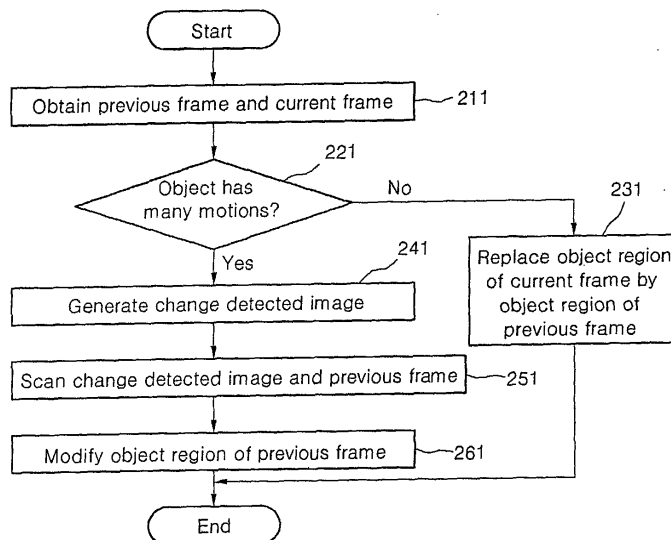 Start
Obtain previous frame and current frame
211
221
Object has
many motions?
No
231
Yes
241
Replace object region
of current frame by
object region of
previous frame
Generate change detected image
Scan change detected image and previous frame
251
Modify object region of previous frame
261
End